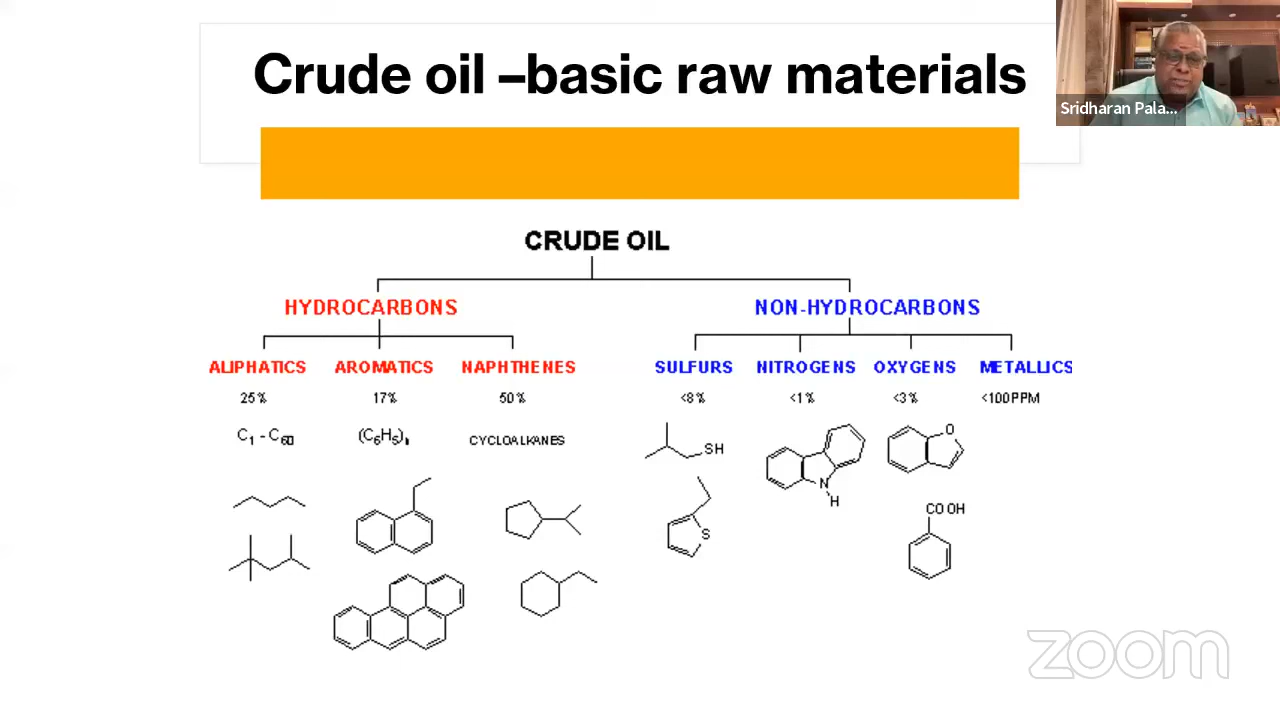 Crude oil –basic raw materials
Sridharan Pala...
CRUDE OIL
HYDROCARBONS
NON-HYDROCARBONS
ALIPHATICS AROMATICS NAPHTHENES SULFURS NITROGENS OXYGENS METALLICS
25% 17% 50% <8% <1% <3% <100PPM
C1 - C60 (C6H5)n CYCLOALKANES
SH
O
N
H
S
COOH
zoom